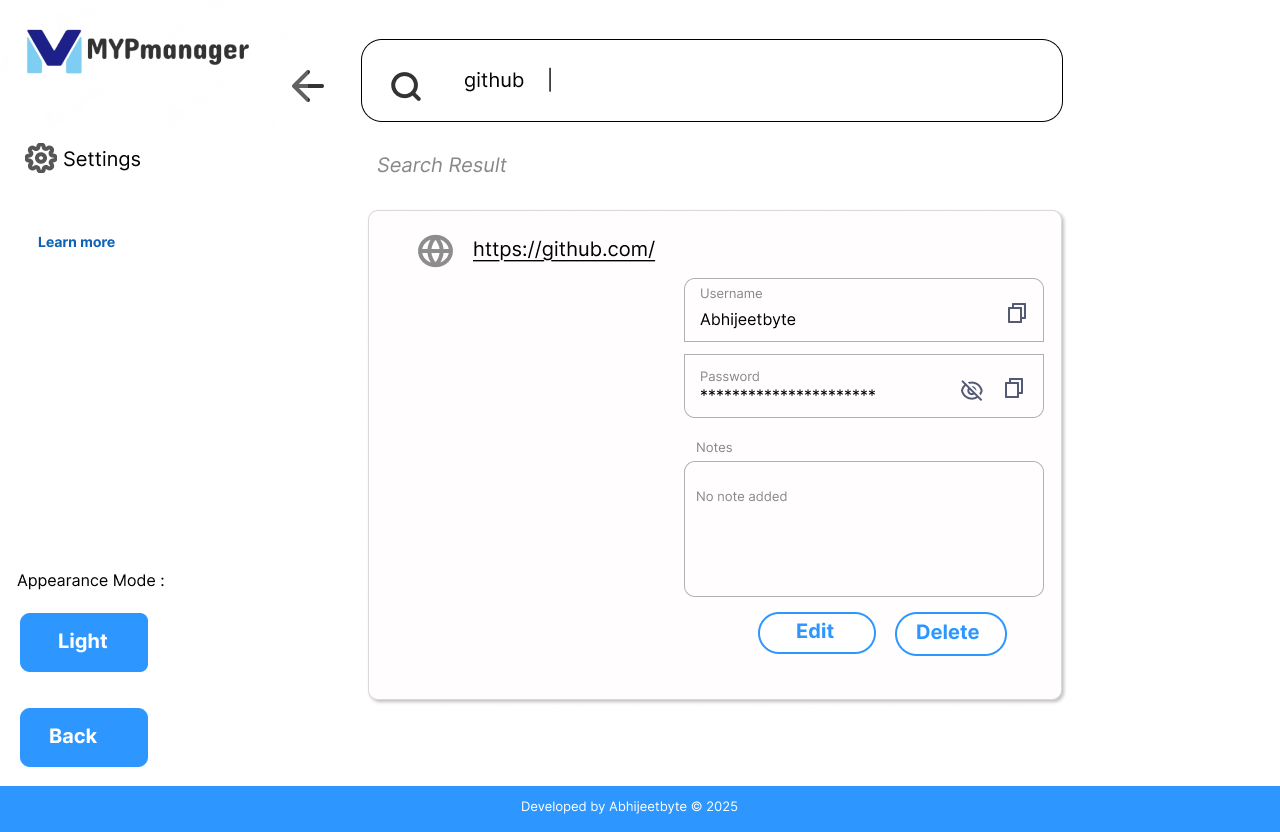 MYPmanager
github |
Settings
Search Result
Learn more
https://github.com/
Username
Abhijeetbyte
Password
**********************
Notes
No note added
Appearance Mode :
Light
Edit
Delete
Back
Developed by Abhijeetbyte © 2025